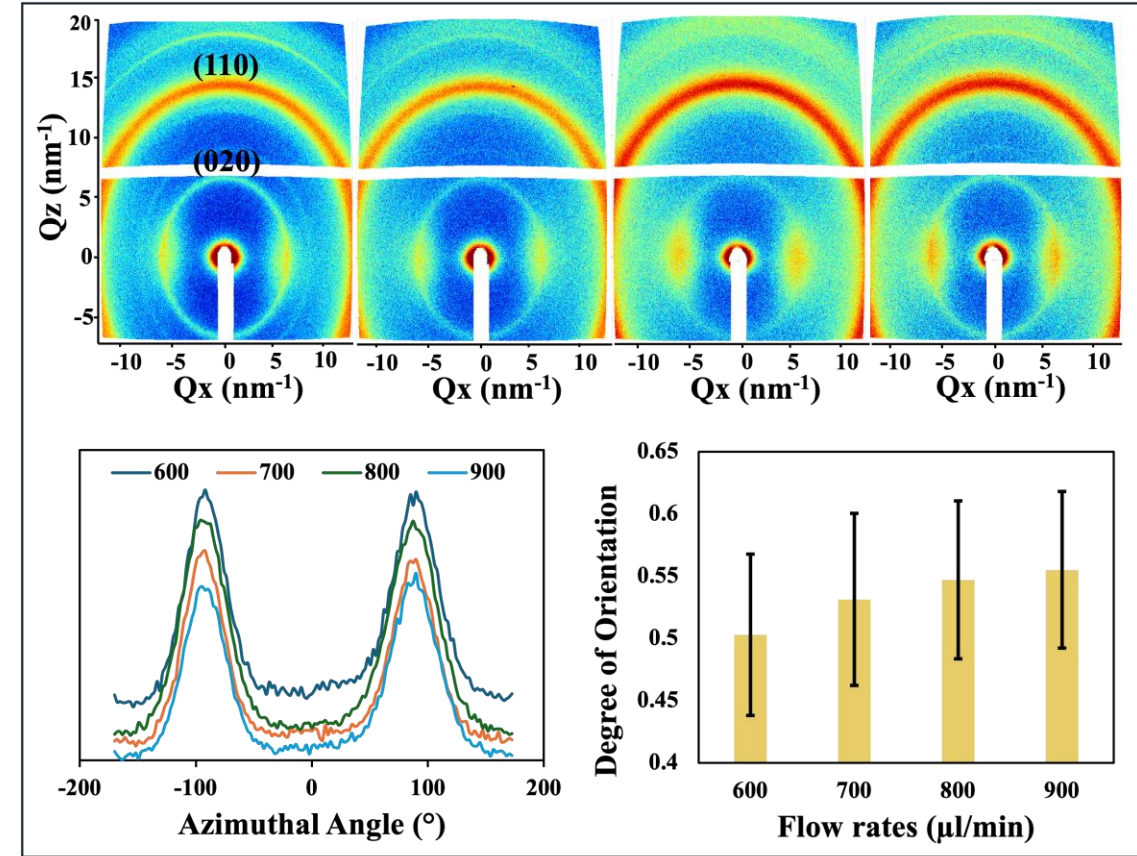 20
15
10
5
0
-5
Qz (nm-1)
(110)
(020)
-10 -5 0 5 10 -10 -5 0 5 10 -10 -5 0 5 10 -10 -5 0 5 10
Qx (nm-1) Qx (nm-1) Qx (nm-1) Qx (nm-1)
600 700 800 900
-200 -100 0 100 200
Azimuthal Angle (°)
0.65
0.6
0.55
0.5
0.45
0.4
Degree of Orientation
600 700 800 900
Flow rates (µl/min)